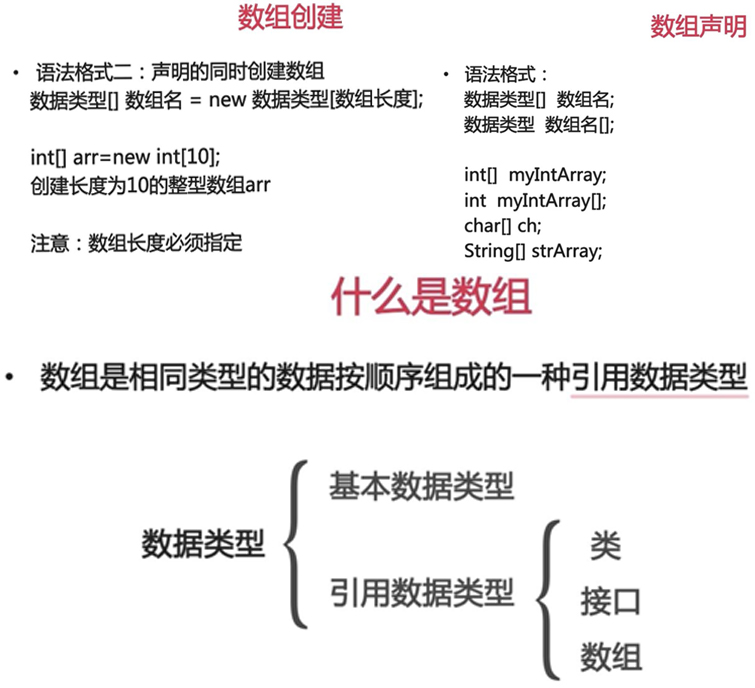 数组创建
• 语法格式二：声明的同时创建数组
数据类型[] 数组名 = new 数据类型[数组长度];
int[] arr=new int[10];
创建长度为10的整型数组arr
注意：数组长度必须指定
数组声明
• 语法格式：
数据类型[] 数组名;
数据类型 数组名[];
int[] myIntArray;
int myIntArray[];
char[] ch;
String[] strArray;
什么是数组
• 数组是相同类型的数据按顺序组成的一种引用数据类型
数据类型
基本数据类型
引用数据类型
类
接口
数组